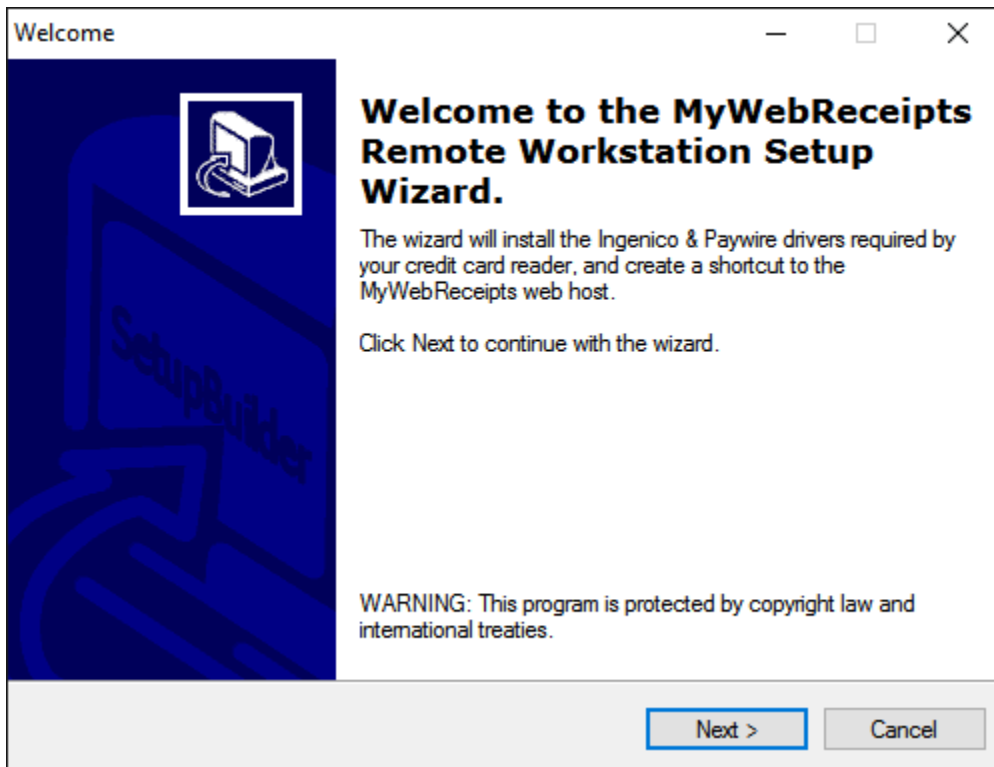 Welcome
Welcome to the MyWebReceipts
Remote Workstation Setup
Wizard.
The wizard will install the Ingenico & Paywire drivers required by
your credit card reader, and create a shortcut to the
MyWebReceipts web host.
Click Next to continue with the wizard.
SetupBuilder
WARNING: This program is protected by copyright law and
international treaties.
Next >
Cancel